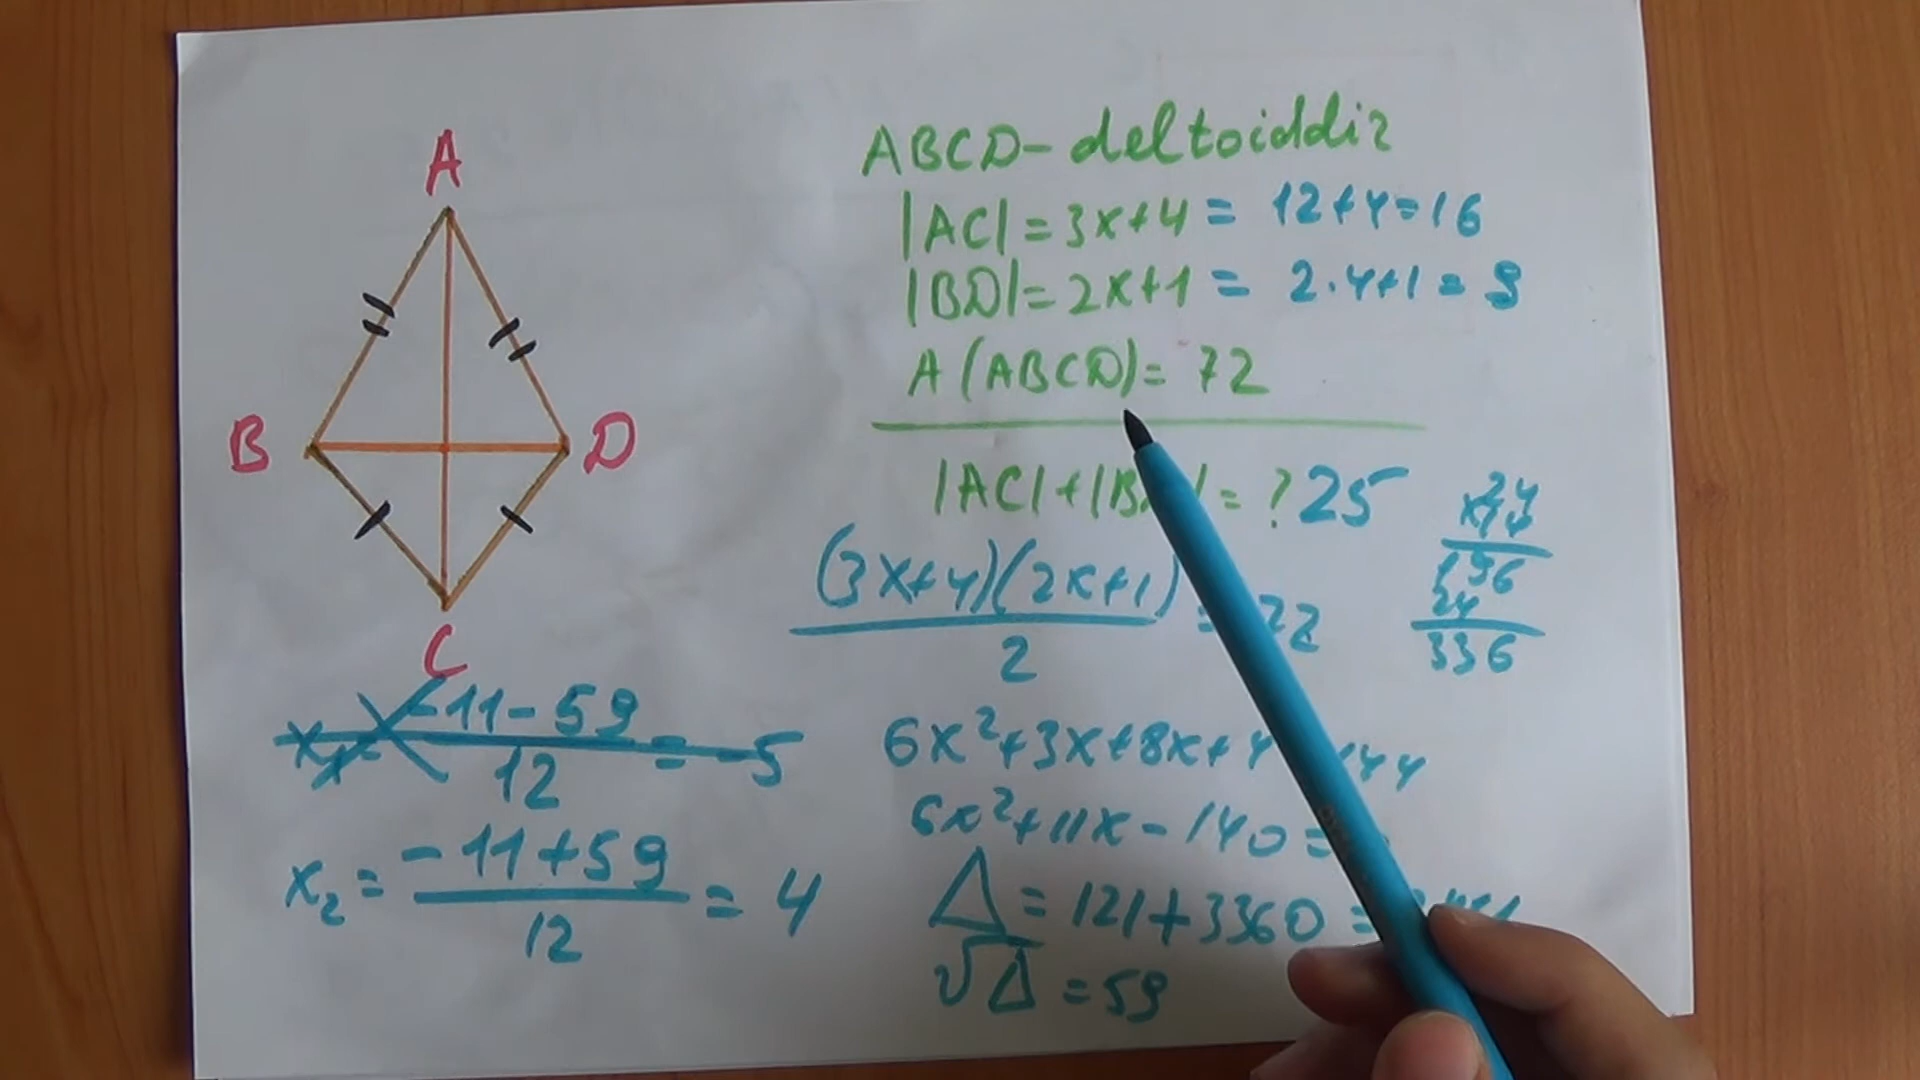 A
B
D
C
ABCD-deltoiddir
|AC| = 3x+4 = 12+4=16
|BD|= 2x+1 = 2.4+1 = 9
A(ABCD)= 72
|AC|+|B = ? 25
(3x+4)(2x+1)
2
6x²+3x+8x+4
6x²+11x-140=
Δ=121+3360=
√Δ=59
336
x₁= -11-59
12
= -5
x₂= -11+59
12
= 4